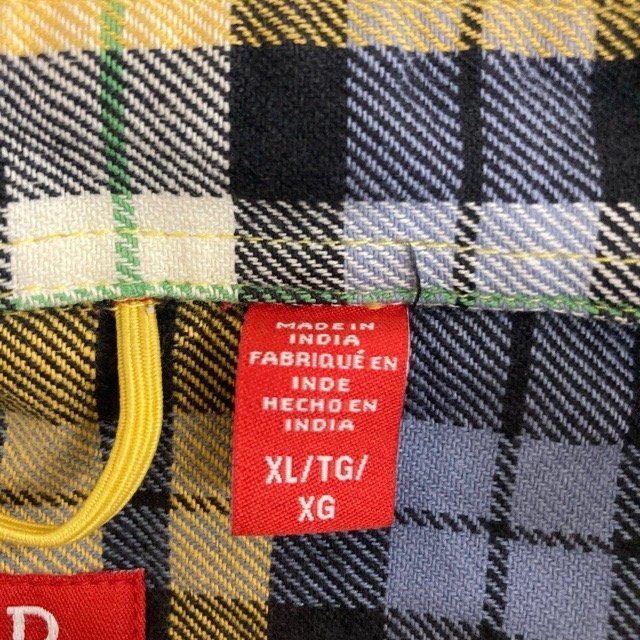 MADE IN
INDIA
FABRIQUÉ EN
INDE
HECHO EN
INDIA
XL/TG/
XG